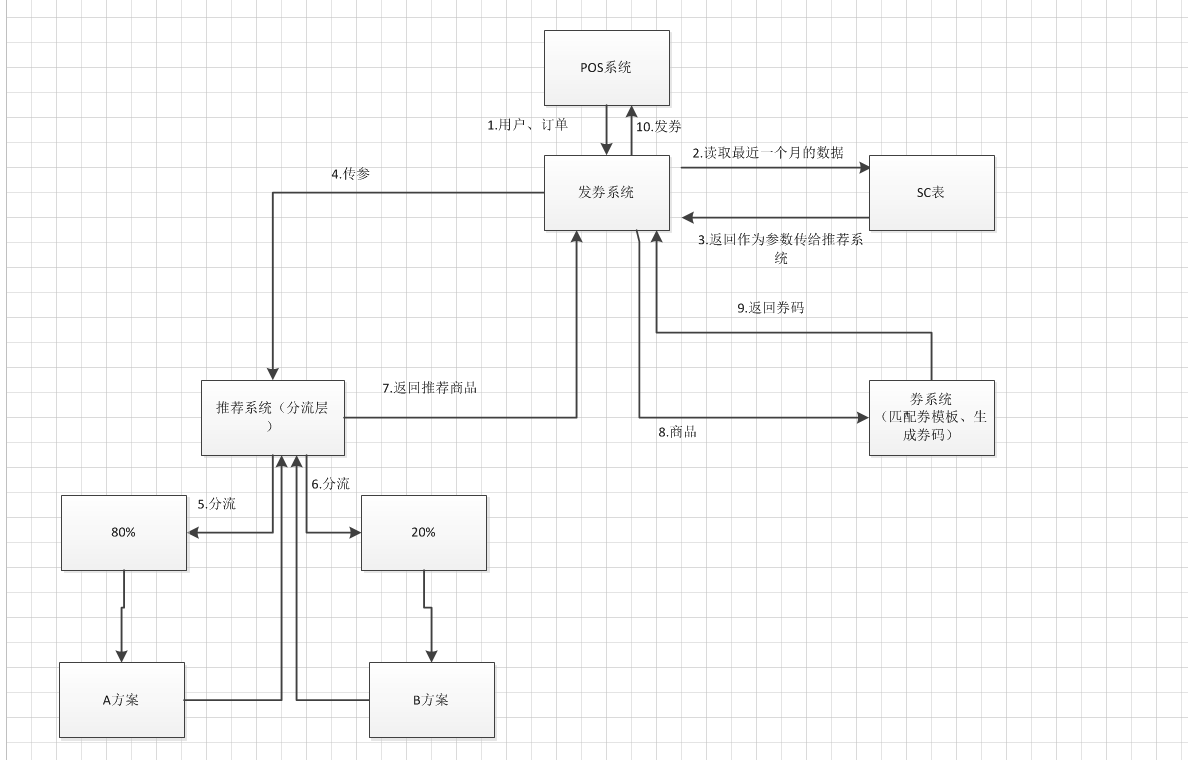 POS系统
1.用户、订单
10.发券
2.读取最近一个月的数据
4.传参
发券系统
SC表
3.返回作为参数传给推荐系
统
9.返回券码
7.返回推荐商品
推荐系统（分流层
）
券系统
（匹配券模板、生
成券码）
8.商品
6.分流
5.分流
80%
20%
A方案
B方案